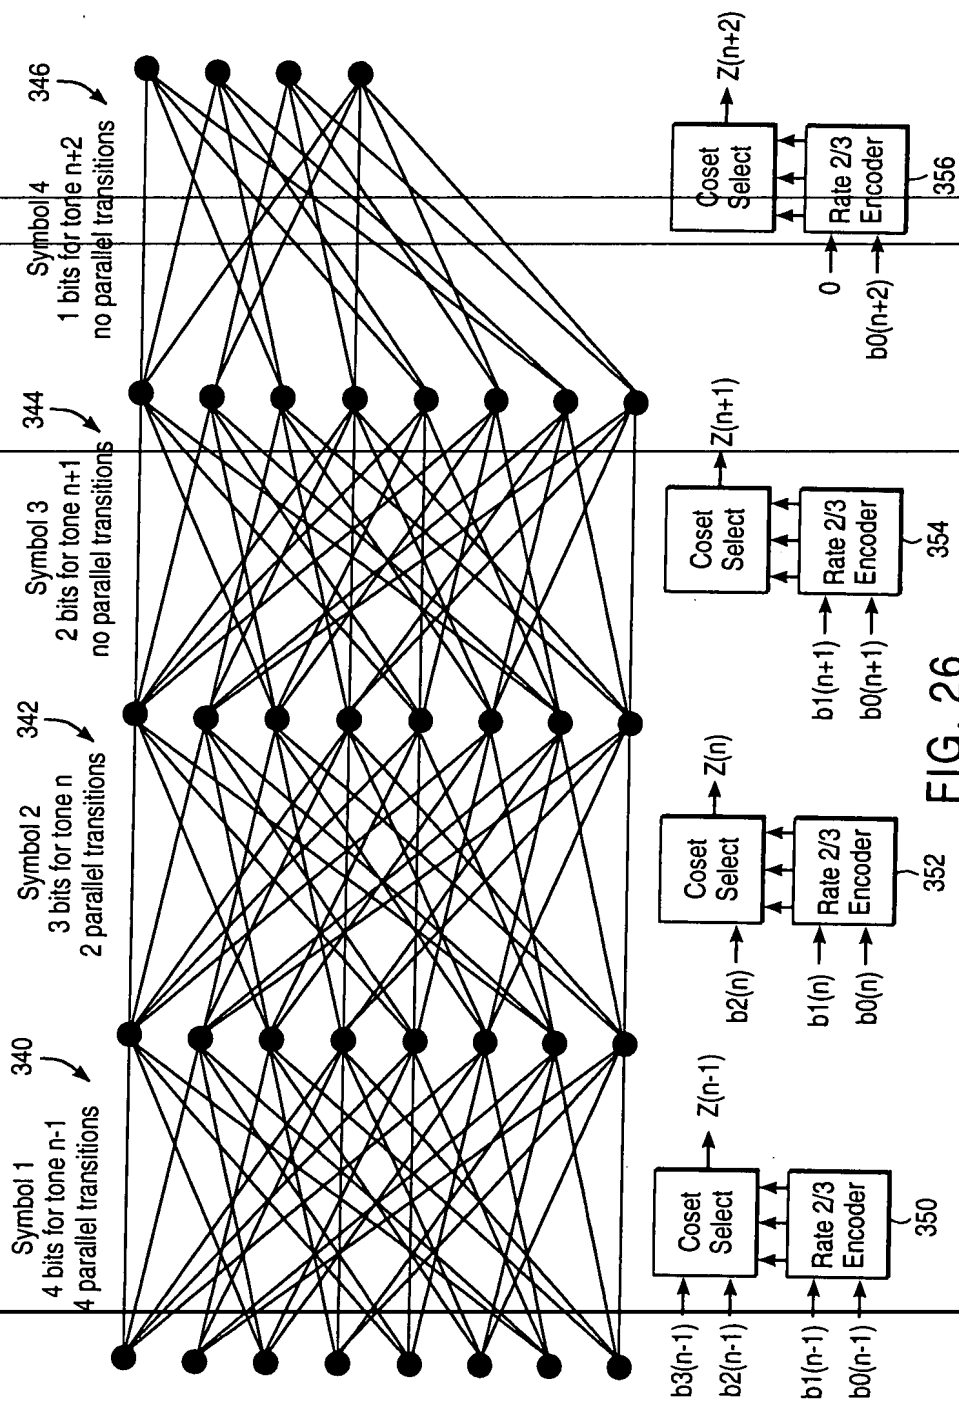 Symbol 1
4 bits for tone n-1
4 parallel transitions
340
Symbol 2
3 bits for tone n
2 parallel transitions
342
Symbol 3
2 bits for tone n+1
no parallel transitions
344
Symbol 4
1 bits for tone n+2
no parallel transitions
346
b3(n-1)
b2(n-1)
Coset
Select
Z(n-1)
b1(n-1)
b0(n-1)
Rate 2/3
Encoder
350
b2(n)
Coset
Select
Z(n)
b1(n)
b0(n)
Rate 2/3
Encoder
352
Coset
Select
Z(n+1)
b1(n+1)
b0(n+1)
Rate 2/3
Encoder
354
Coset
Select
Z(n+2)
0
b0(n+2)
Rate 2/3
Encoder
356
FIG. 26